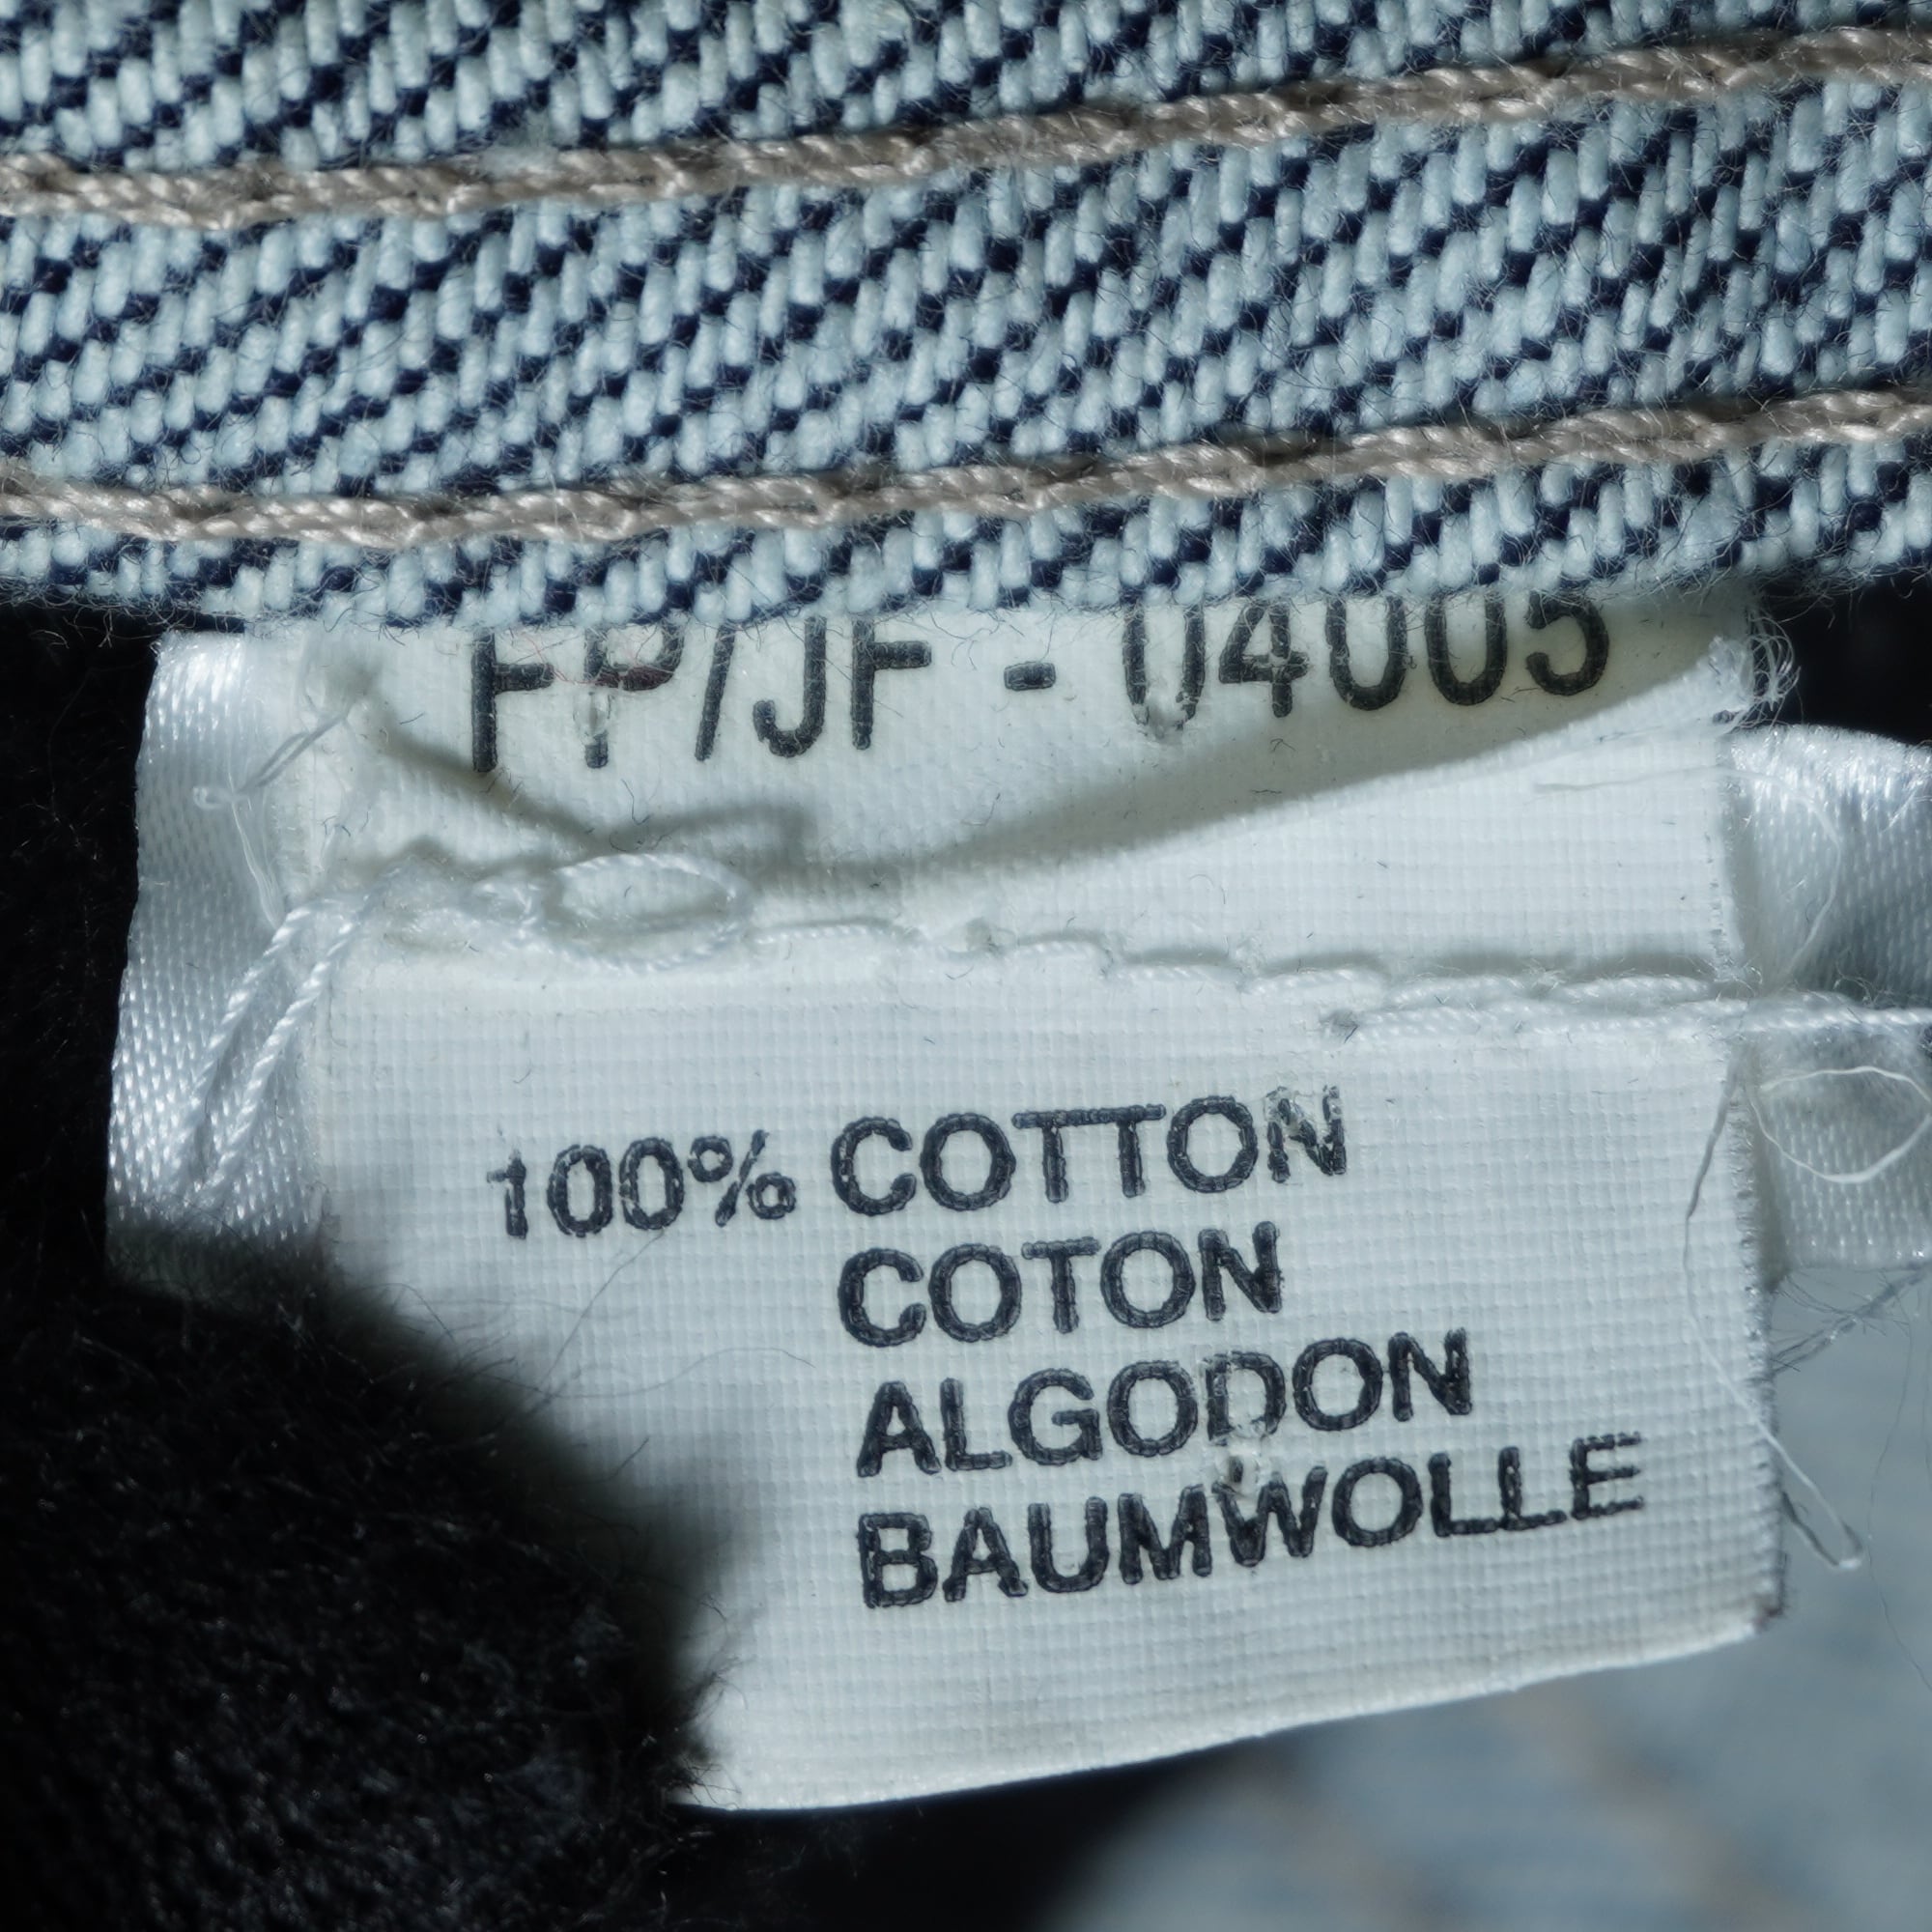 FP/JF - 04005
100% COTTON
COTON
ALGODON
BAUMWOLLE